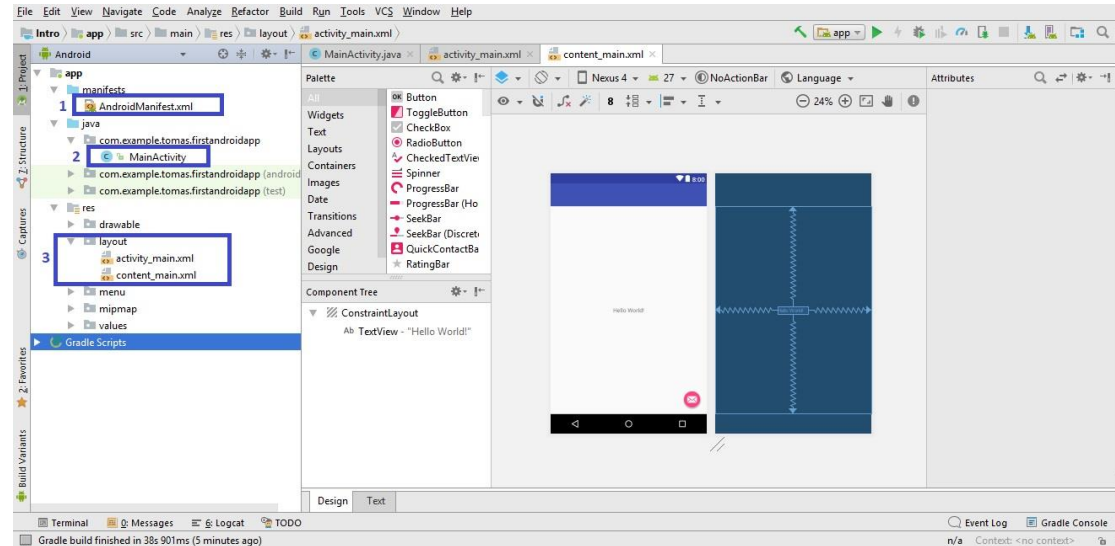 File Edit View Navigate Code Analyze Refactor Build Run Tools VCS Window Help
Intro app src main res layout activity_main.xml
app
1: Project
Android
MainActivity.java activity_main.xml content_main.xml
app
manifests
1 AndroidManifest.xml
java
com.example.tomas.firstandroidapp
2 MainActivity
com.example.tomas.firstandroidapp (android
com.example.tomas.firstandroidapp (test)
res
drawable
layout
3
activity_main.xml
content_main.xml
menu
mipmap
values
Gradle Scripts
7: Structure
Captures
2: Favorites
Build Variants
Palette
All
Widgets
Text
Layouts
Containers
Images
Date
Transitions
Advanced
Google
Design
OK Button
ToggleButton
CheckBox
RadioButton
CheckedTextVie
Spinner
ProgressBar
ProgressBar (Ho
SeekBar
SeekBar (Discret
QuickContactBa
RatingBar
Component Tree
ConstraintLayout
Ab TextView - "Hello World!"
Nexus 4 27 NoActionBar Language
8 24%
Attributes
8:00
Hello World!
Design Text
Terminal 0: Messages 6: Logcat TODO
Event Log Gradle Console
Gradle build finished in 38s 901ms (5 minutes ago)
n/a Context: <no context>